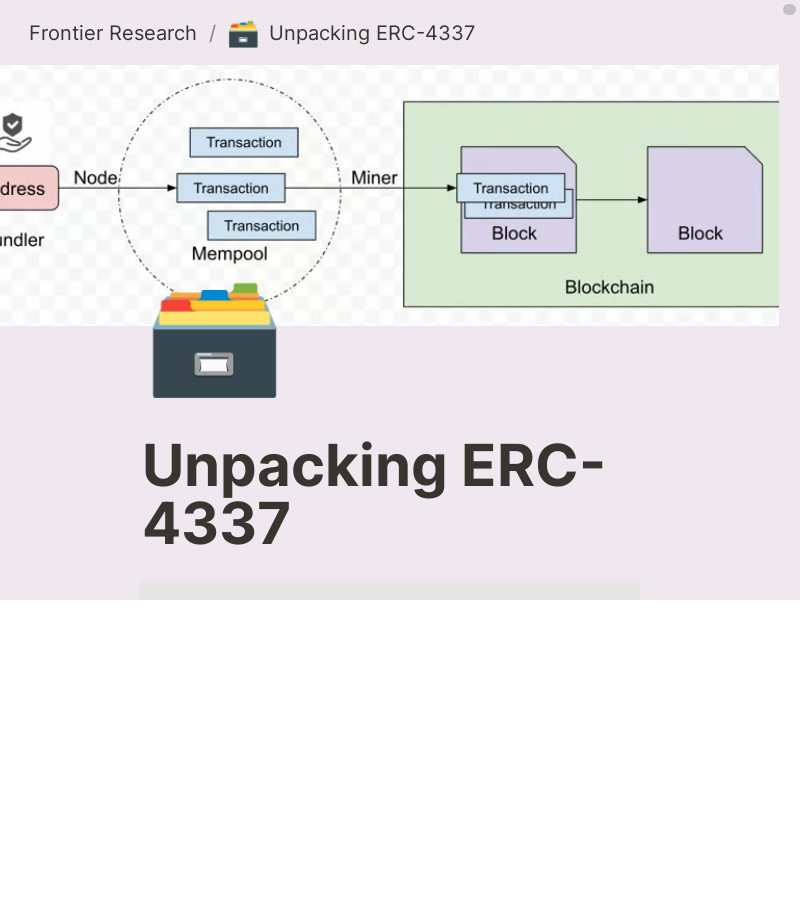 Frontier Research / Unpacking ERC-4337
Transaction
Node
Miner
dress
Transaction
Transaction
Transaction
Transaction
undler
Mempool
Block
Block
Blockchain
Unpacking ERC-
4337